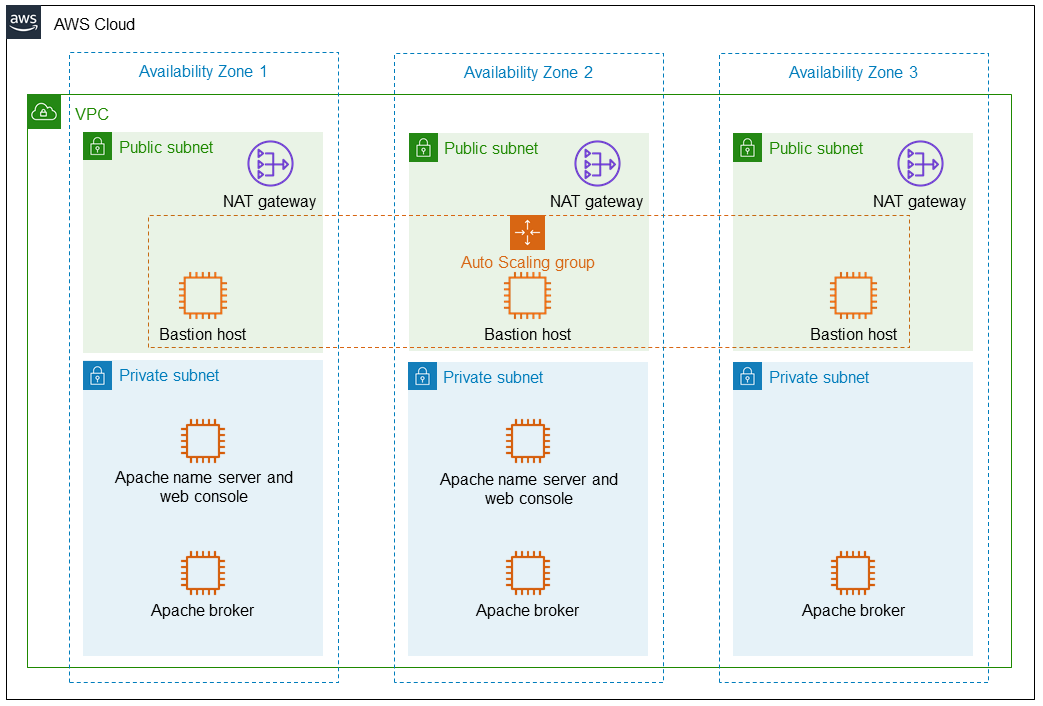 aws
AWS Cloud
Availability Zone 1
Availability Zone 2
Availability Zone 3
VPC
Public subnet
Public subnet
Public subnet
NAT gateway
NAT gateway
NAT gateway
Auto Scaling group
Bastion host
Bastion host
Bastion host
Private subnet
Private subnet
Private subnet
Apache name server and
web console
Apache name server and
web console
Apache broker
Apache broker
Apache broker